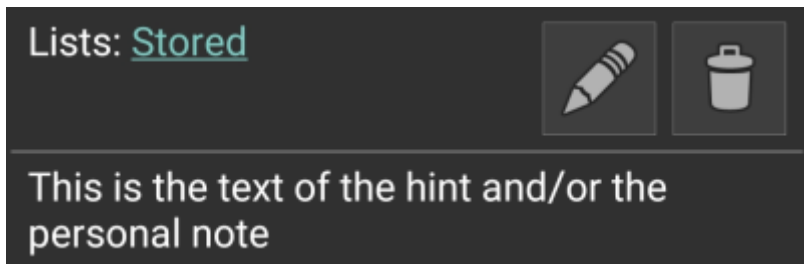 Lists: Stored
This is the text of the hint and/or the
personal note